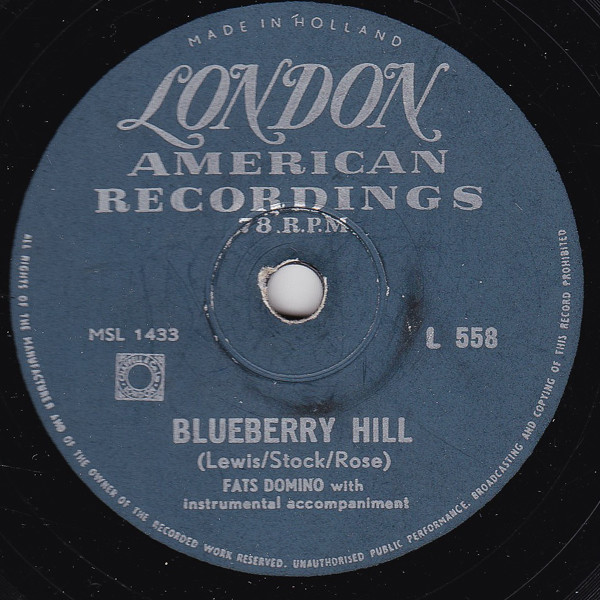 MADE IN HOLLAND
LONDON
AMERICAN
RECORDINGS
78 R.P.M
MSL 1433
L 558
BLUEBERRY HILL
(Lewis/Stock/Rose)
FATS DOMINO with
instrumental accompaniment
ALL RIGHTS OF THE MANUFACTURER AND OF THE OWNER OF THE RECORDED WORK RESERVED. UNAUTHORISED PUBLIC PERFORMANCE, BROADCASTING AND COPYING OF THIS RECORD PROHIBITED